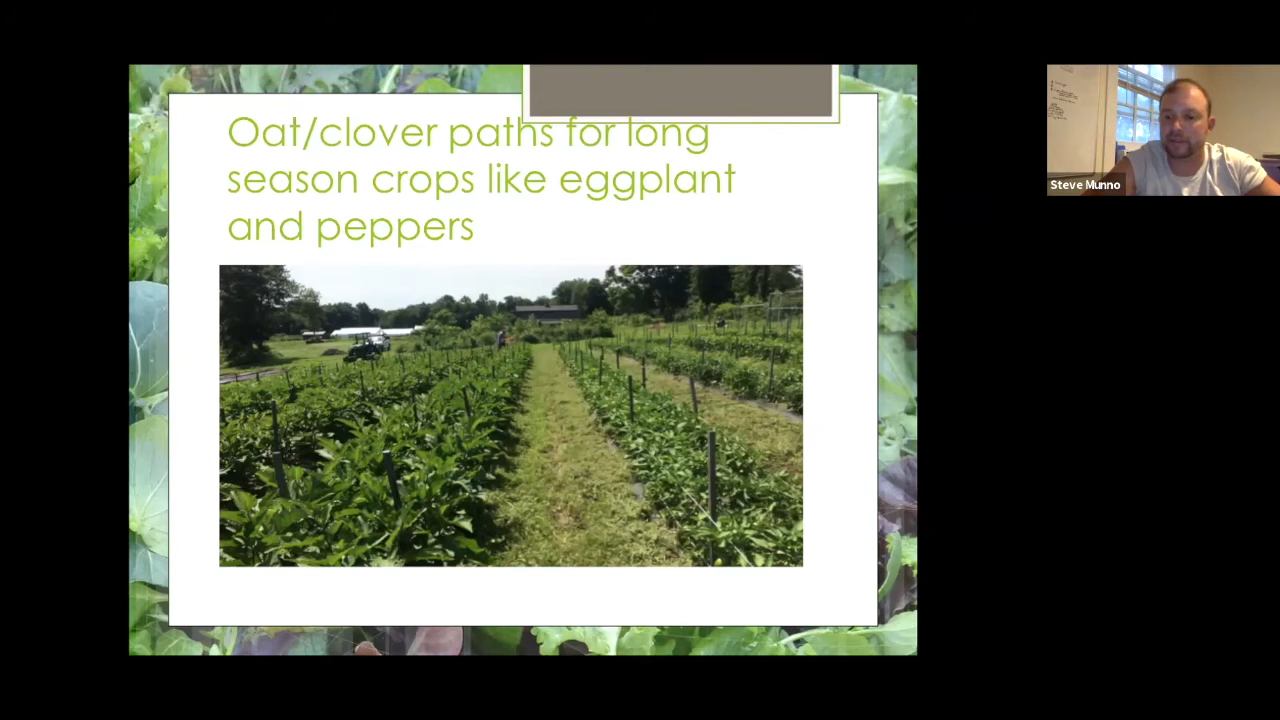 Oat/clover paths for long
season crops like eggplant
and peppers
Steve Munno